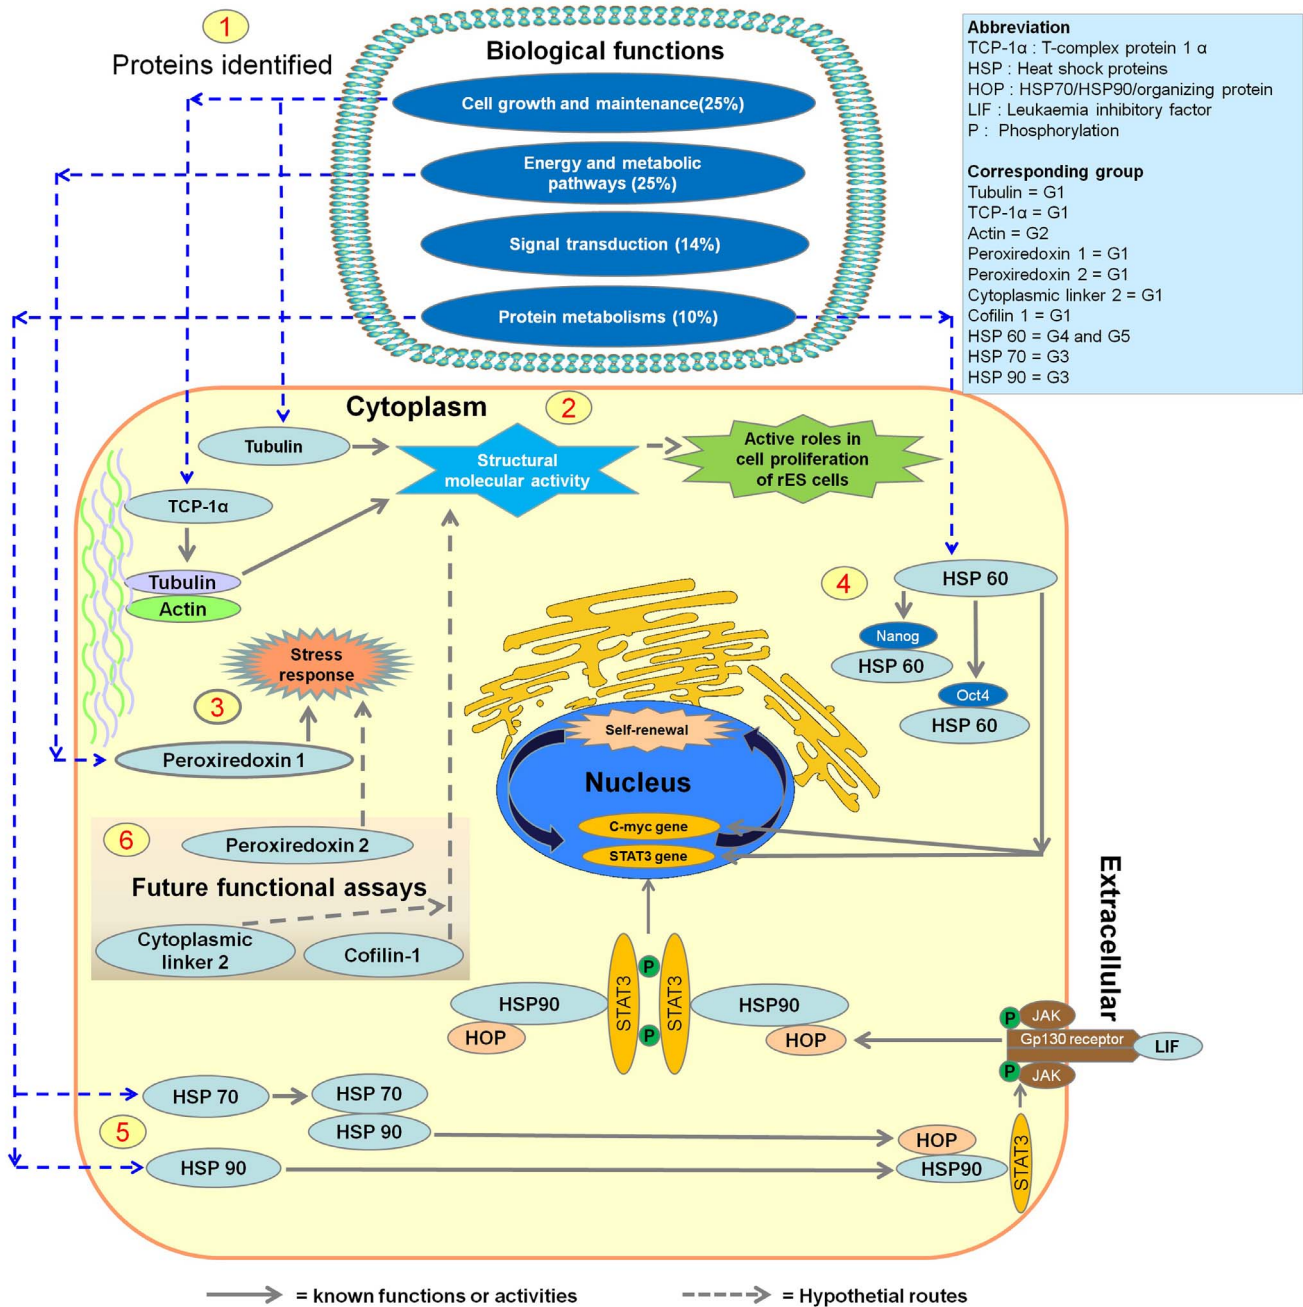 1
Proteins identified
Biological functions
Cell growth and maintenance(25%)
Energy and metabolic
pathways (25%)
Signal transduction (14%)
Protein metabolisms (10%)
Abbreviation
TCP-1α : T-complex protein 1 α
HSP : Heat shock proteins
HOP : HSP70/HSP90/organizing protein
LIF : Leukaemia inhibitory factor
P : Phosphorylation
Corresponding group
Tubulin = G1
TCP-1α = G1
Actin = G2
Peroxiredoxin 1 = G1
Peroxiredoxin 2 = G1
Cytoplasmic linker 2 = G1
Cofilin 1 = G1
HSP 60 = G4 and G5
HSP 70 = G3
HSP 90 = G3
Cytoplasm
2
Tubulin
Structural
molecular activity
Active roles in
cell proliferation
of rES cells
TCP-1α
Tubulin
Actin
Stress
response
3
Peroxiredoxin 1
4
HSP 60
Nanog
HSP 60
Oct4
HSP 60
Self-renewal
Nucleus
C-myc gene
STAT3 gene
6
Peroxiredoxin 2
Future functional assays
Cytoplasmic
linker 2
Cofilin-1
Extracellular
HSP90
HOP
STAT3
P
P
STAT3
HSP90
HOP
P
JAK
Gp130 receptor
LIF
P
JAK
HSP 70
HSP 70
HSP 90
5
HSP 90
HOP
HSP90
STAT3
= known functions or activities
= Hypothetial routes